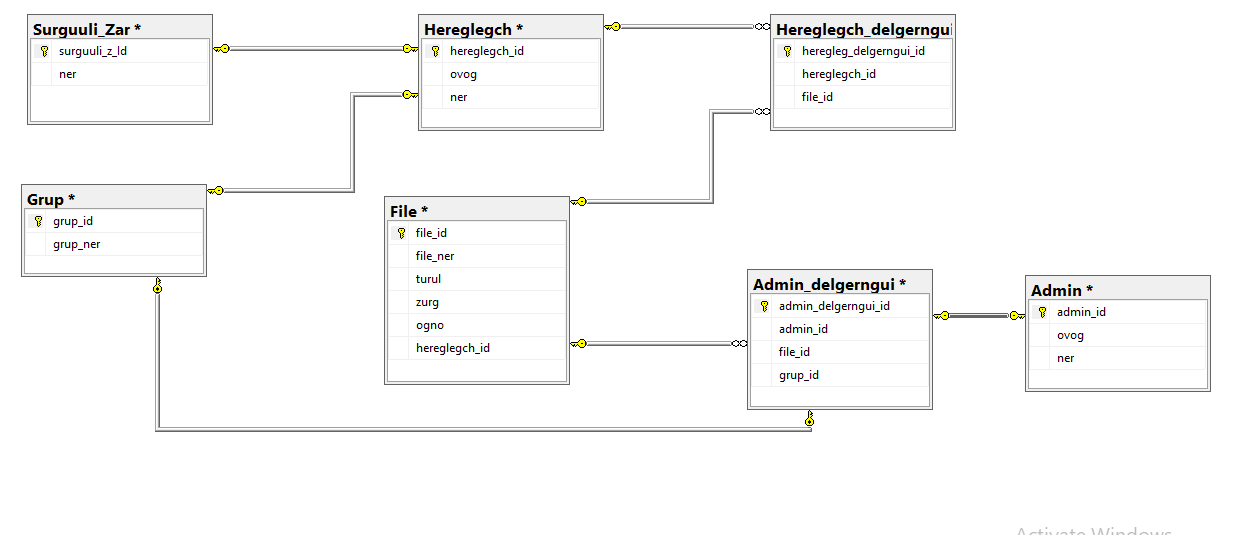 Surguuli_Zar *
surguuli_z_Id
ner
Hereglegch *
hereglegch_id
ovog
ner
Hereglegch_delgerngui
heregleg_delgerngui_id
hereglegch_id
file_id
Grup *
grup_id
grup_ner
File *
file_id
file_ner
turul
zurg
ogno
hereglegch_id
Admin_delgerngui *
admin_delgerngui_id
admin_id
file_id
grup_id
Admin *
admin_id
ovog
ner
Activate Windows